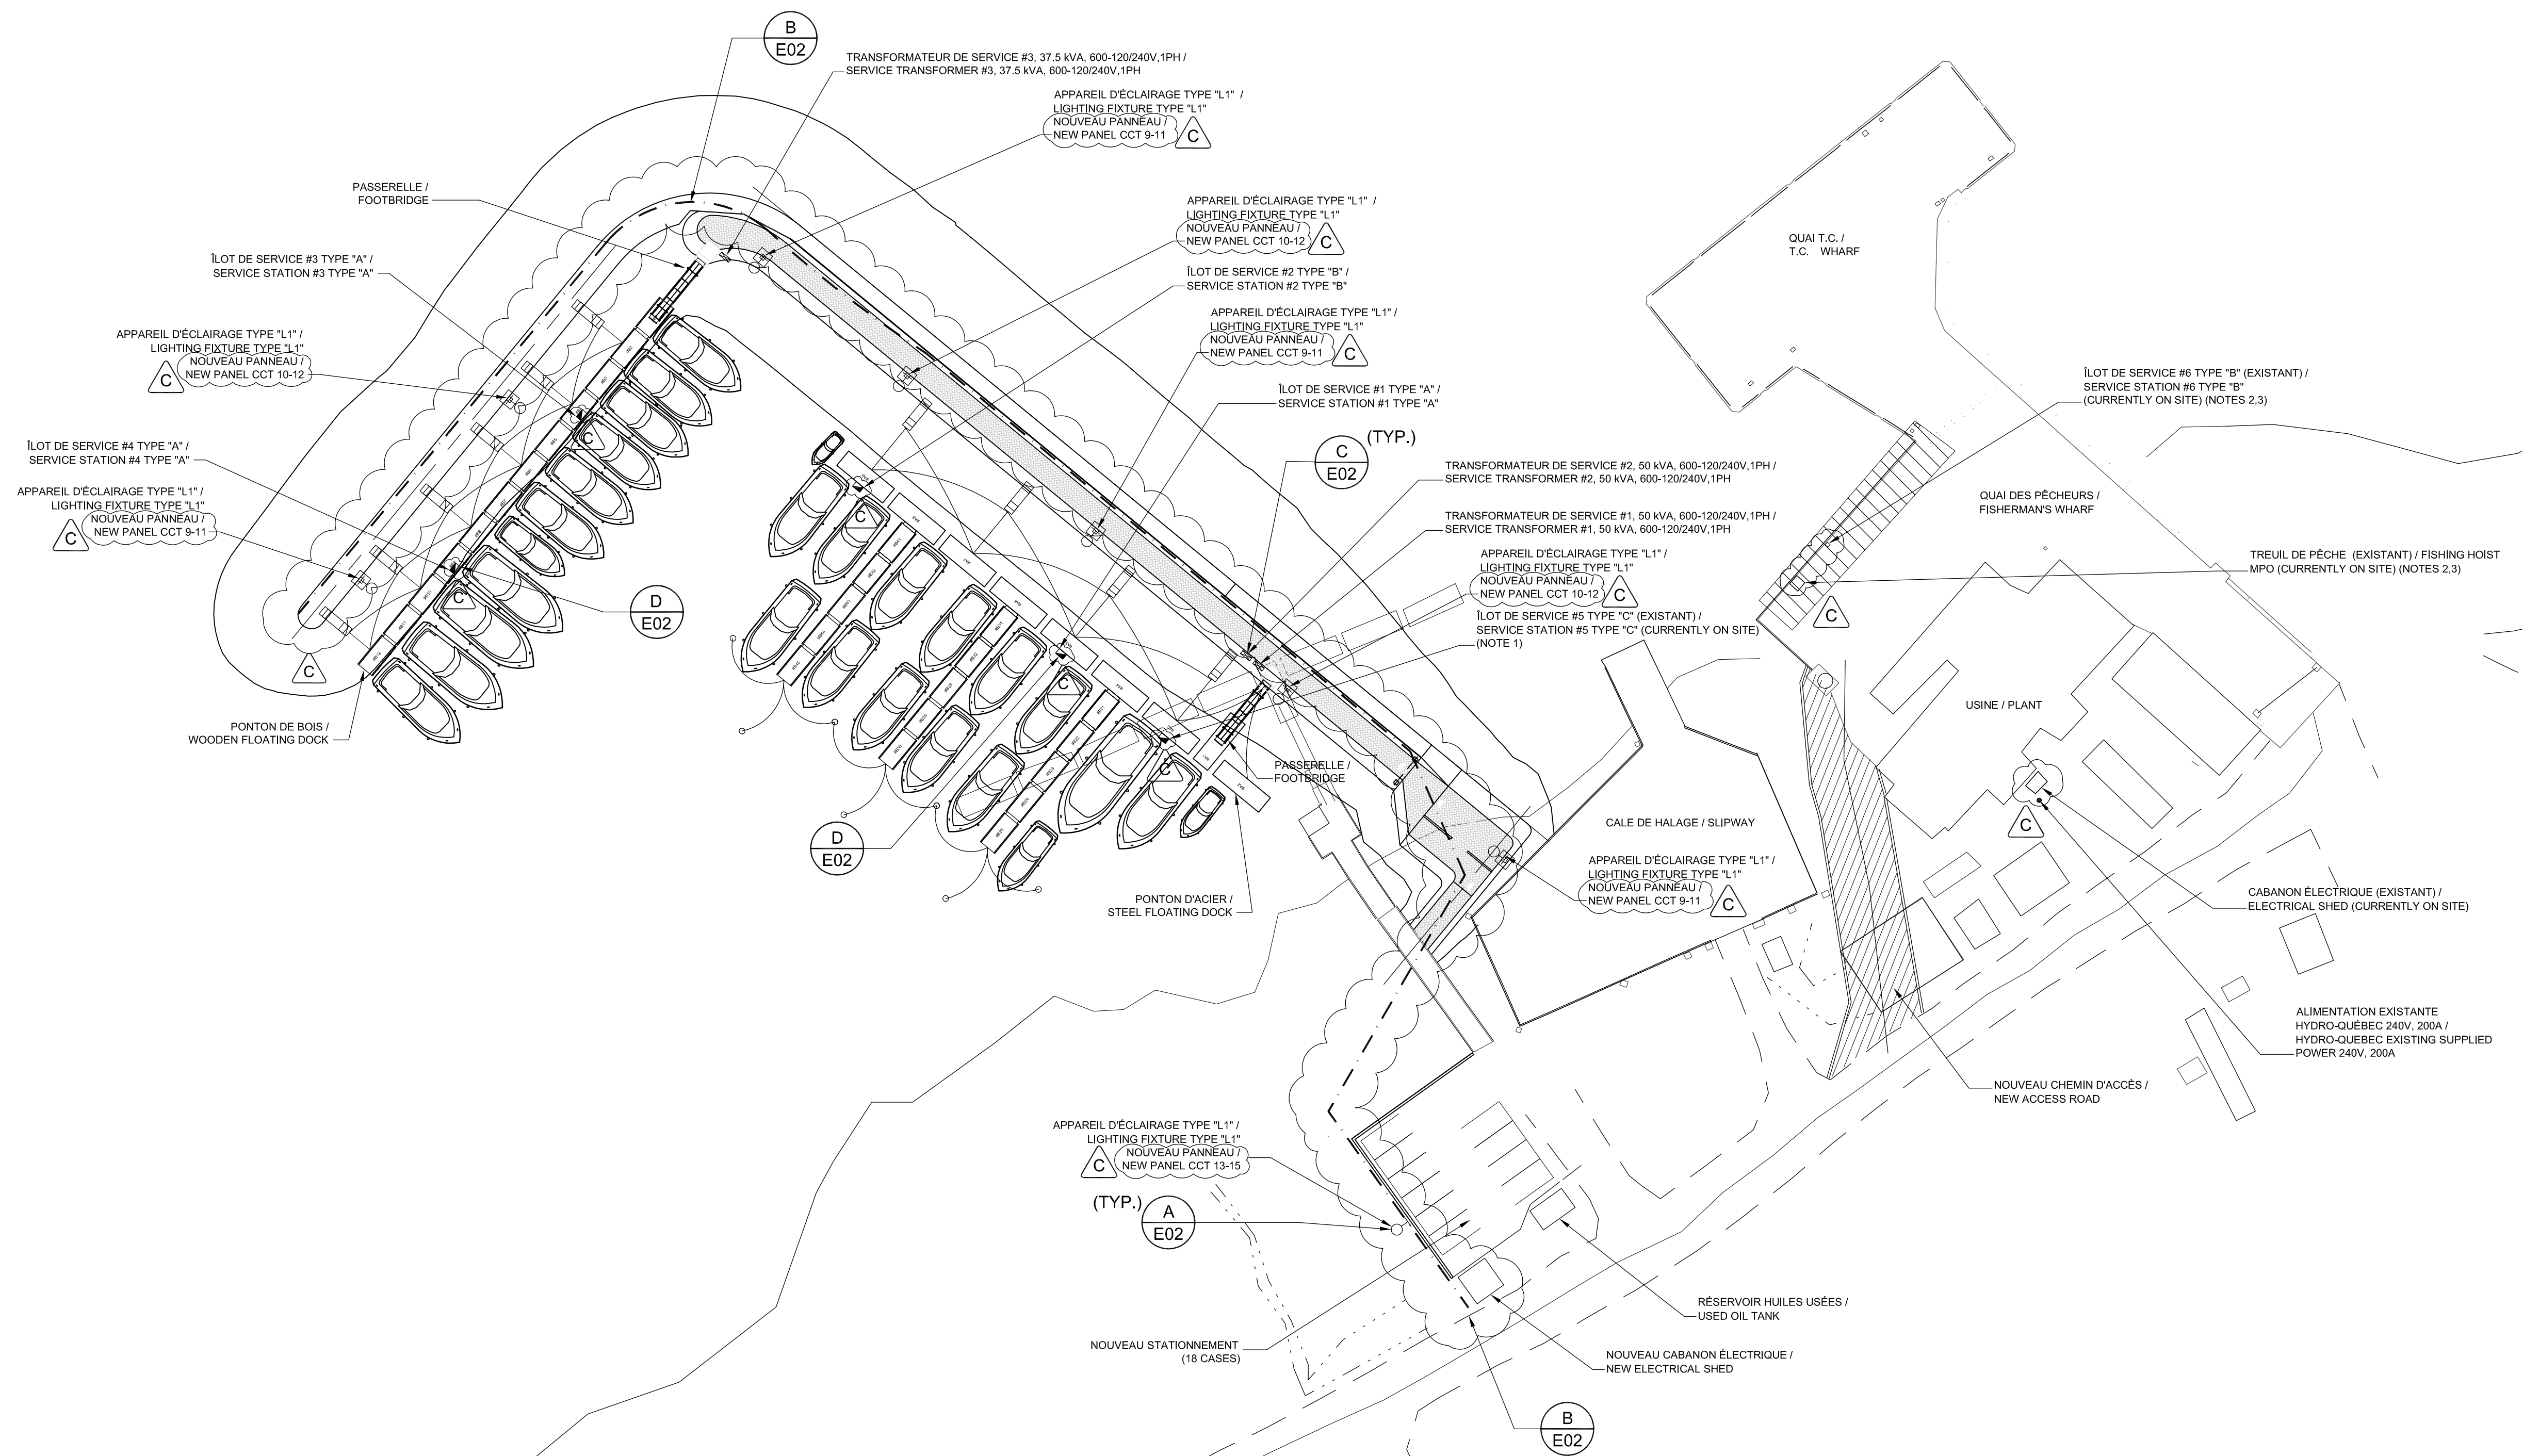 B
E02
TRANSFORMATEUR DE SERVICE #3, 37.5 kVA, 600-120/240V,1PH /
SERVICE TRANSFORMER #3, 37.5 kVA, 600-120/240V,1PH
APPAREIL D'ÉCLAIRAGE TYPE "L1" /
LIGHTING FIXTURE TYPE "L1"
NOUVEAU PANNEAU /
NEW PANEL CCT 9-11
C
PASSERELLE /
FOOTBRIDGE
APPAREIL D'ÉCLAIRAGE TYPE "L1" /
LIGHTING FIXTURE TYPE "L1"
NOUVEAU PANNEAU /
NEW PANEL CCT 10-12
C
QUAI T.C. /
T.C. WHARF
ÎLOT DE SERVICE #3 TYPE "A" /
SERVICE STATION #3 TYPE "A"
ÎLOT DE SERVICE #2 TYPE "B" /
SERVICE STATION #2 TYPE "B"
APPAREIL D'ÉCLAIRAGE TYPE "L1" /
LIGHTING FIXTURE TYPE "L1"
NOUVEAU PANNEAU /
NEW PANEL CCT 9-11
C
APPAREIL D'ÉCLAIRAGE TYPE "L1" /
LIGHTING FIXTURE TYPE "L1"
NOUVEAU PANNEAU /
NEW PANEL CCT 10-12
C
ÎLOT DE SERVICE #6 TYPE "B" (EXISTANT) /
SERVICE STATION #6 TYPE "B"
(CURRENTLY ON SITE) (NOTES 2,3)
ÎLOT DE SERVICE #1 TYPE "A" /
SERVICE STATION #1 TYPE "A"
C
(TYP.)
C
E02
ÎLOT DE SERVICE #4 TYPE "A" /
SERVICE STATION #4 TYPE "A"
TRANSFORMATEUR DE SERVICE #2, 50 kVA, 600-120/240V,1PH /
SERVICE TRANSFORMER #2, 50 kVA, 600-120/240V,1PH
APPAREIL D'ÉCLAIRAGE TYPE "L1" /
LIGHTING FIXTURE TYPE "L1"
NOUVEAU PANNEAU /
NEW PANEL CCT 9-11
C
QUAI DES PÊCHEURS /
FISHERMAN'S WHARF
TRANSFORMATEUR DE SERVICE #1, 50 kVA, 600-120/240V,1PH /
SERVICE TRANSFORMER #1, 50 kVA, 600-120/240V,1PH
C
APPAREIL D'ÉCLAIRAGE TYPE "L1" /
LIGHTING FIXTURE TYPE "L1"
NOUVEAU PANNEAU /
NEW PANEL CCT 10-12
C
TREUIL DE PÊCHE (EXISTANT) / FISHING HOIST
MPO (CURRENTLY ON SITE) (NOTES 2,3)
C
D
E02
C
ÎLOT DE SERVICE #5 TYPE "C" (EXISTANT) /
SERVICE STATION #5 TYPE "C" (CURRENTLY ON SITE)
(NOTE 1)
C
C
C
USINE / PLANT
PONTON DE BOIS /
WOODEN FLOATING DOCK
PASSERELLE /
FOOTBRIDGE
C
D
E02
CALE DE HALAGE / SLIPWAY
C
APPAREIL D'ÉCLAIRAGE TYPE "L1" /
LIGHTING FIXTURE TYPE "L1"
NOUVEAU PANNEAU /
NEW PANEL CCT 9-11
C
PONTON D'ACIER /
STEEL FLOATING DOCK
CABANON ÉLECTRIQUE (EXISTANT) /
ELECTRICAL SHED (CURRENTLY ON SITE)
ALIMENTATION EXISTANTE
HYDRO-QUÉBEC 240V, 200A /
HYDRO-QUEBEC EXISTING SUPPLIED
POWER 240V, 200A
NOUVEAU CHEMIN D'ACCÈS /
NEW ACCESS ROAD
APPAREIL D'ÉCLAIRAGE TYPE "L1" /
LIGHTING FIXTURE TYPE "L1"
NOUVEAU PANNEAU /
NEW PANEL CCT 13-15
C
(TYP.)
A
E02
RÉSERVOIR HUILES USÉES /
USED OIL TANK
NOUVEAU STATIONNEMENT
(18 CASES)
NOUVEAU CABANON ÉLECTRIQUE /
NEW ELECTRICAL SHED
B
E02